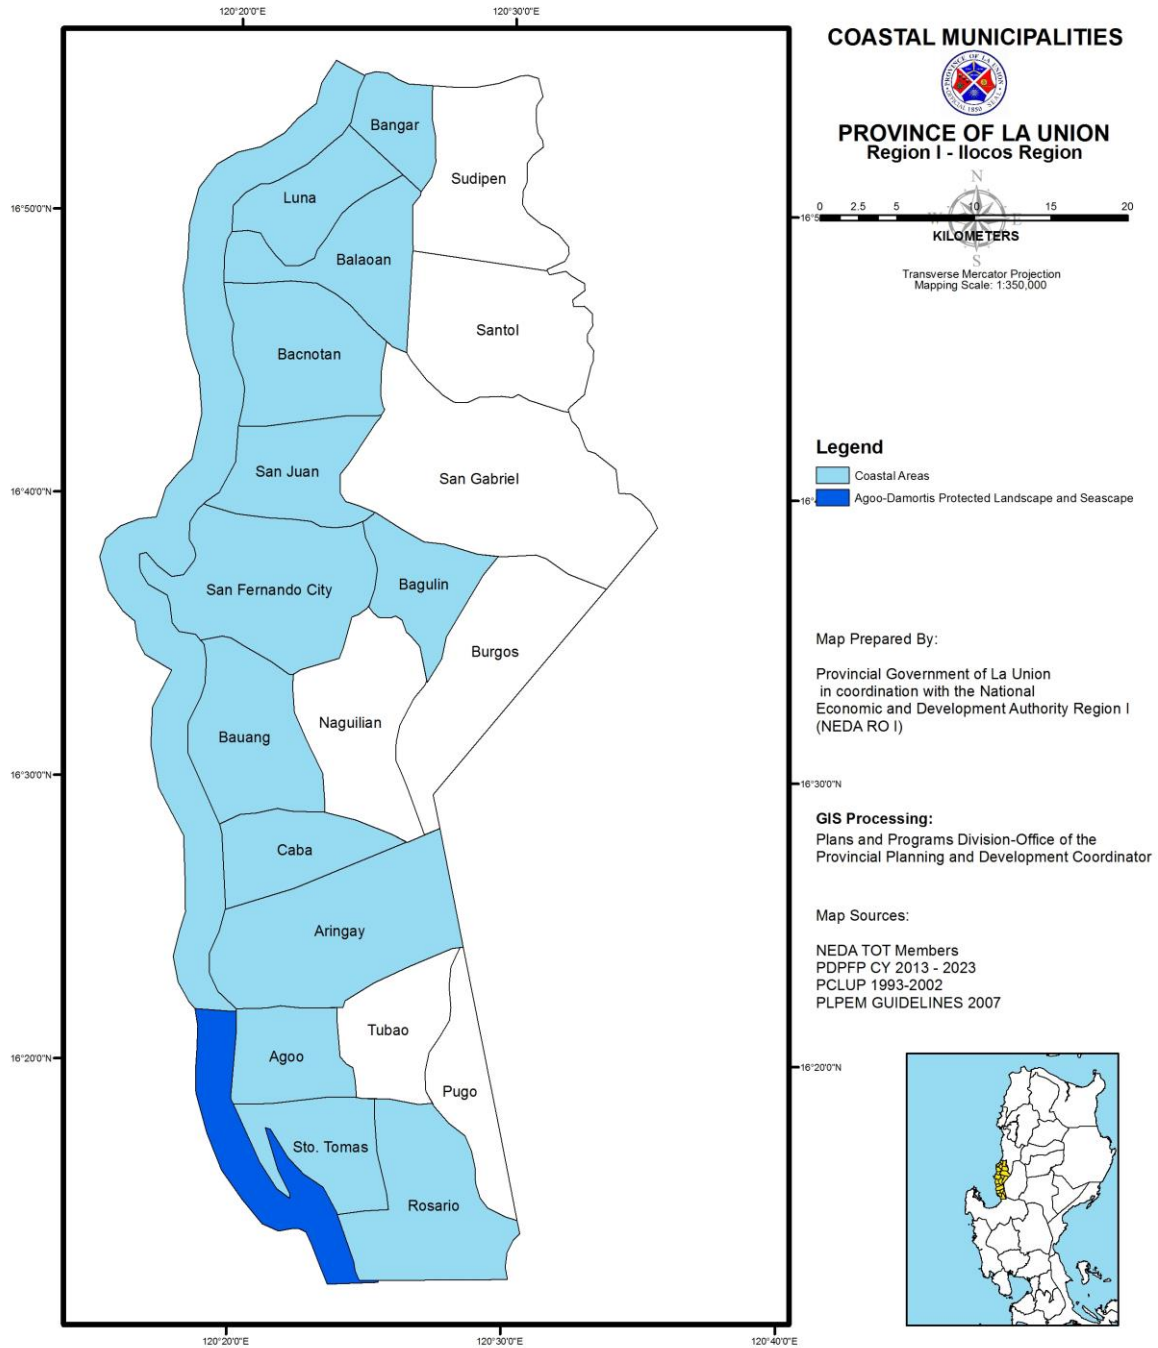 120°20'0"E
120°30'0"E
COASTAL MUNICIPALITIES
PROVINCE OF LA UNION
OFFICIAL SEAL
1850
PROVINCE OF LA UNION
Region I - Ilocos Region
N
W
E
S
0 2.5 5 10 15 20
KILOMETERS
Transverse Mercator Projection
Mapping Scale: 1:350,000
Bangar
Sudipen
Luna
16°50'0"N
Balaoan
Santol
Bacnotan
San Juan
San Gabriel
16°40'0"N
Legend
Coastal Areas
Agoo-Damortis Protected Landscape and Seascape
San Fernando City
Bagulin
Burgos
Naguilian
Bauang
16°30'0"N
16°30'0"N
Caba
Aringay
Tubao
Agoo
Pugo
16°20'0"N
16°20'0"N
Sto. Tomas
Rosario
Map Prepared By:
Provincial Government of La Union
in coordination with the National
Economic and Development Authority Region I
(NEDA RO I)
GIS Processing:
Plans and Programs Division-Office of the
Provincial Planning and Development Coordinator
Map Sources:
NEDA TOT Members
PDPFP CY 2013 - 2023
PCLUP 1993-2002
PLPEM GUIDELINES 2007
120°20'0"E
120°30'0"E
120°40'0"E